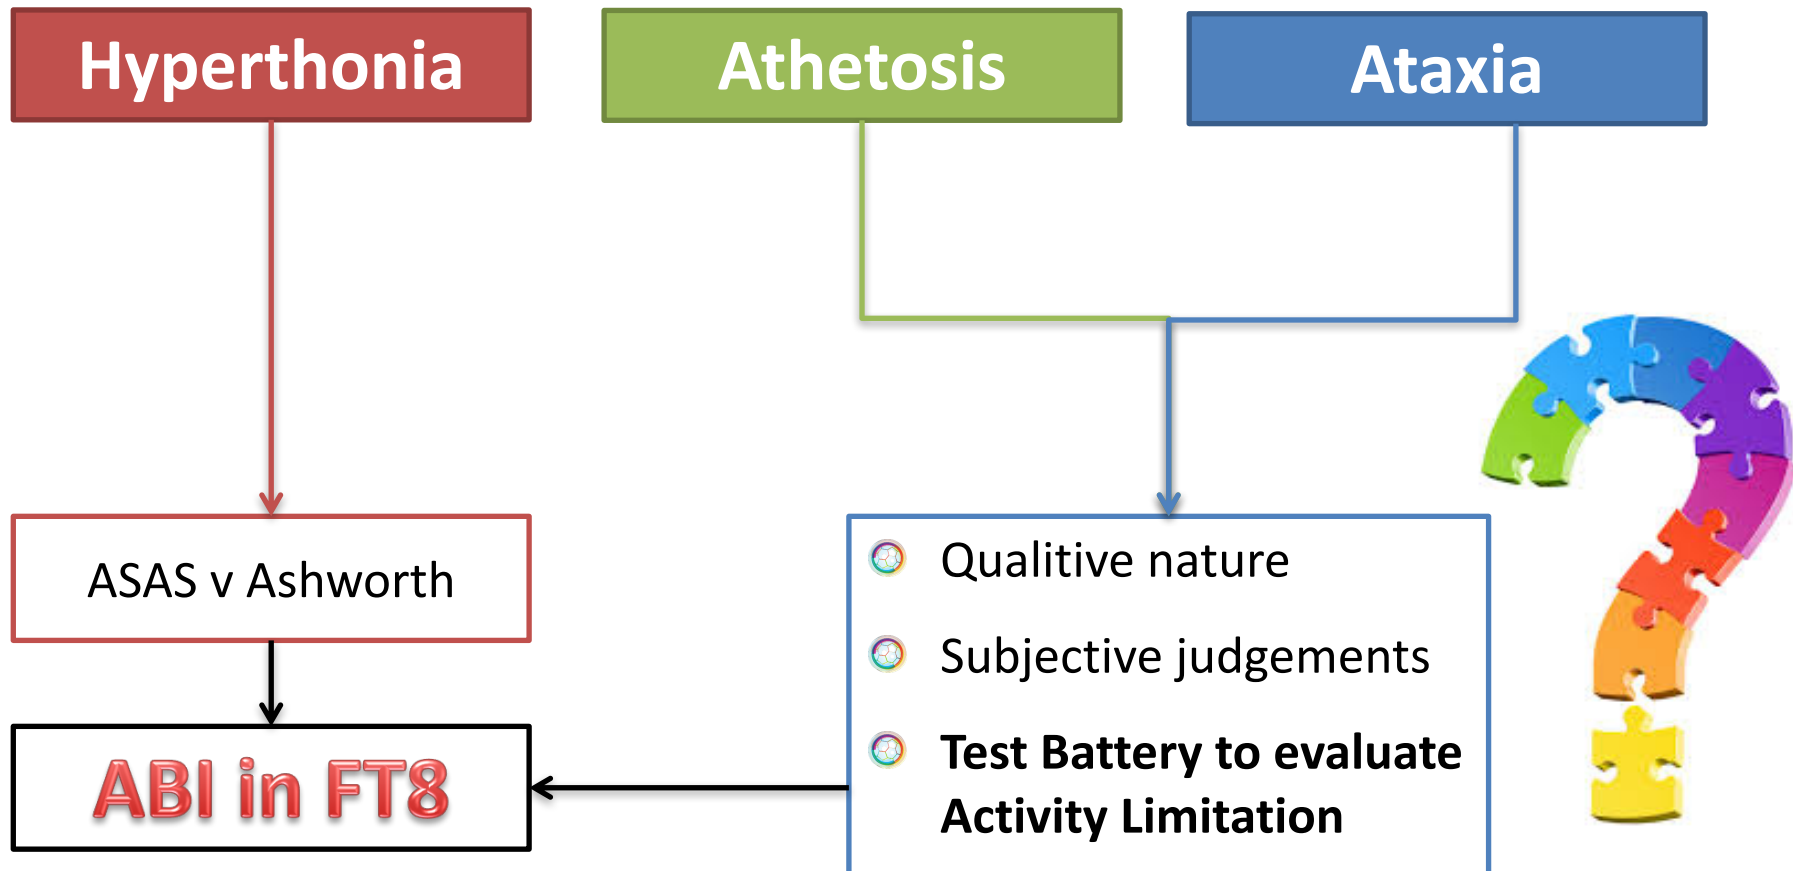 Hyperthonia
Athetosis
Ataxia
ASAS v Ashworth
ABI in FT8
Qualitive nature
Subjective judgements
Test Battery to evaluate
Activity Limitation